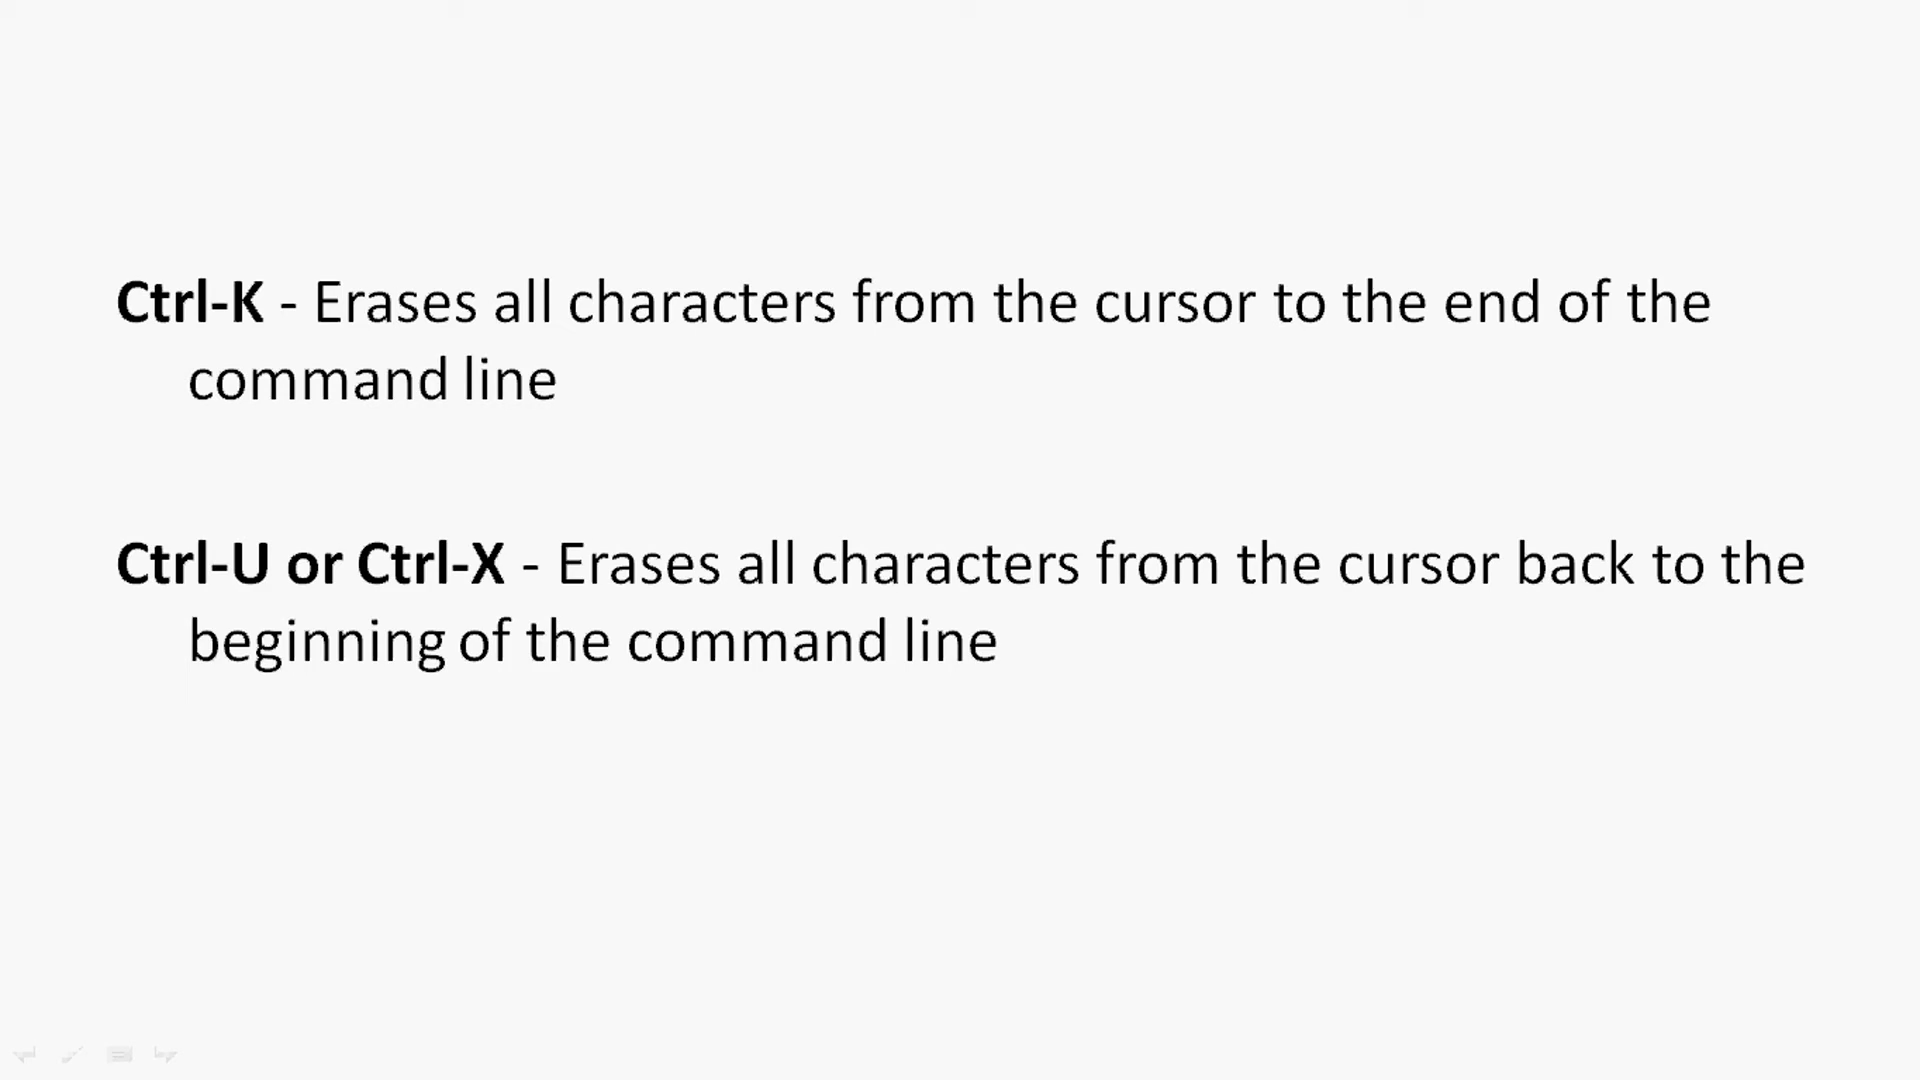 Ctrl-K - Erases all characters from the cursor to the end of the
command line
Ctrl-U or Ctrl-X - Erases all characters from the cursor back to the
beginning of the command line